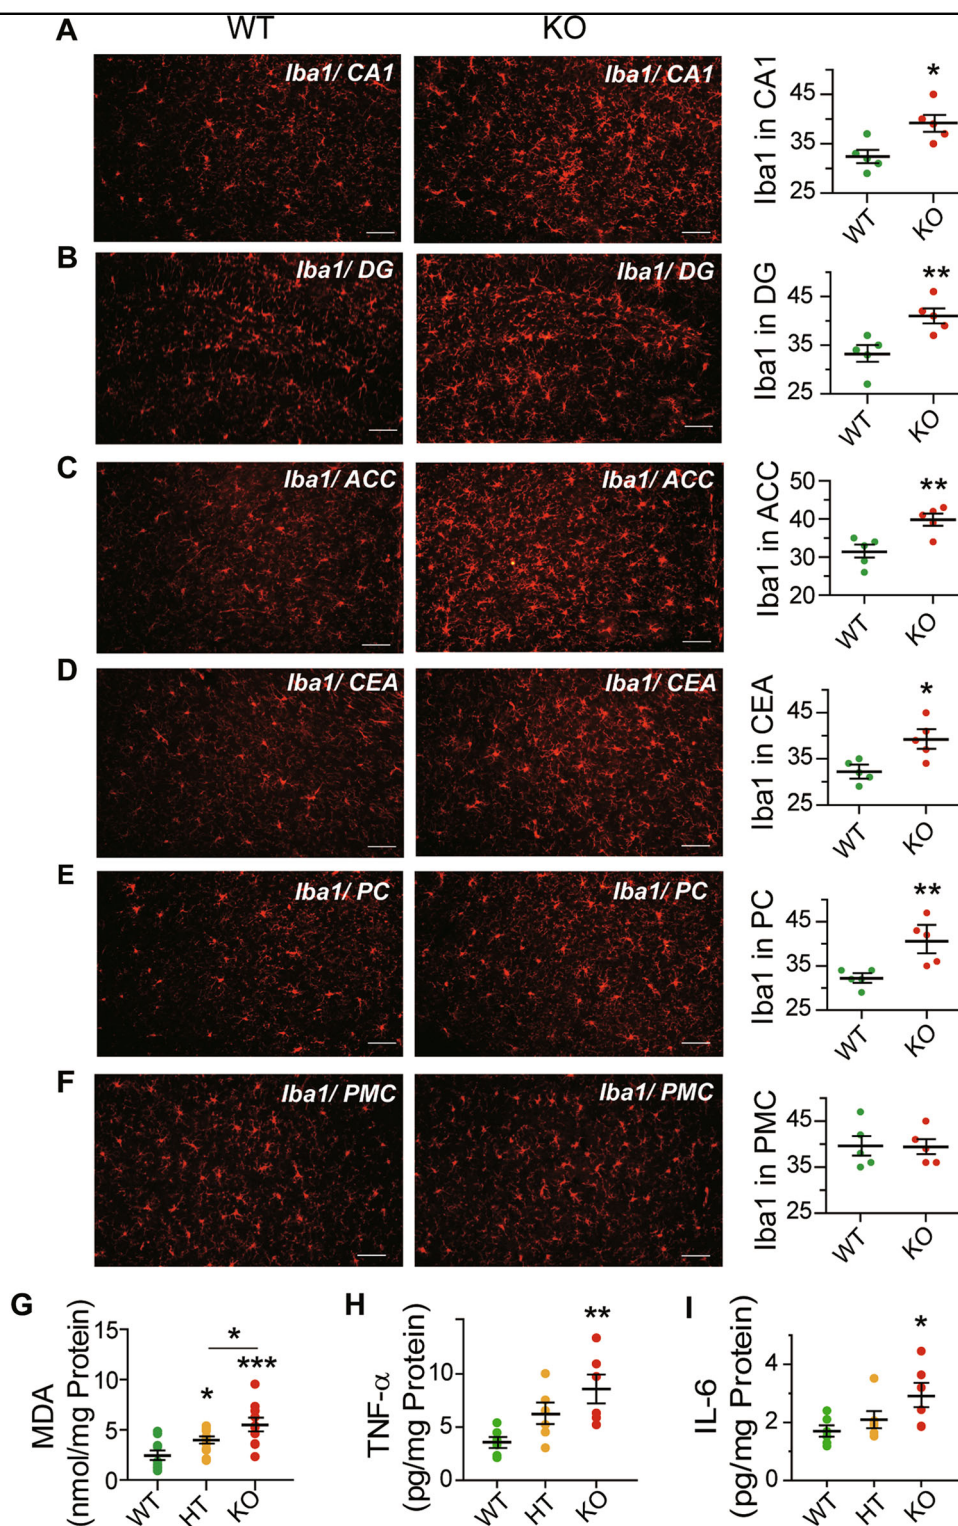 A WT KO
Iba1/ CA1
Iba1/ CA1
Iba1 in CA1
45
35
25
*
WT KO
B
Iba1/ DG
Iba1/ DG
Iba1 in DG
45
35
25
**
WT KO
C
Iba1/ ACC
Iba1/ ACC
Iba1 in ACC
50
40
30
20
**
WT KO
D
Iba1/ CEA
Iba1/ CEA
Iba1 in CEA
45
35
25
*
WT KO
E
Iba1/ PC
Iba1/ PC
Iba1 in PC
45
35
25
**
WT KO
F
Iba1/ PMC
Iba1/ PMC
Iba1 in PMC
45
35
25
WT KO
G
MDA
(nmol/mg Protein)
15
10
5
0
*
*
***
WT HT KO
H
TNF-α
(pg/mg Protein)
10
5
0
**
WT HT KO
I
IL-6
(pg/mg Protein)
4
2
0
*
WT HT KO